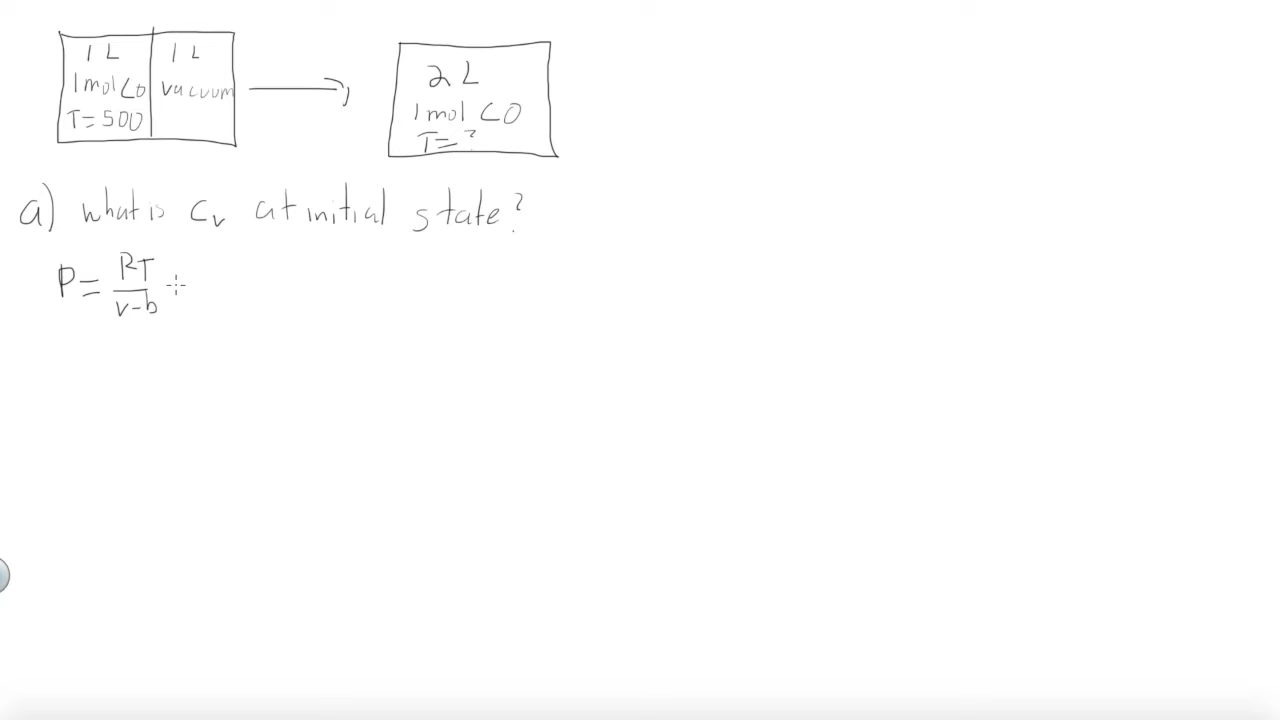 1 L
1 mol CO
T = 500
1 L
vacuum
2 L
1 mol CO
T = ?
a) what is Cv at initial state?
P = RT / v-b